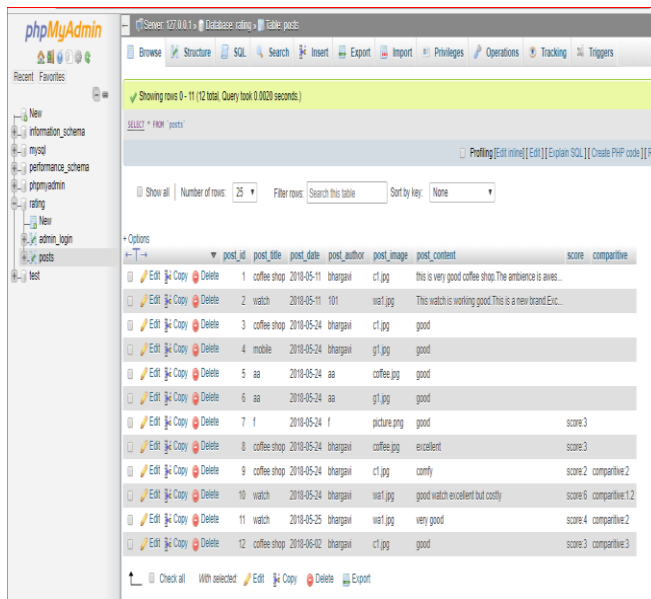 phpMyAdmin
Recent Favorites
New
information_schema
mysql
performance_schema
phpmyadmin
rating
New
admin_login
posts
test
Server: 127.0.0.1 » Database: rating » Table: posts
Browse Structure SQL Search Insert Export Import Privileges Operations Tracking Triggers
Showing rows 0 - 11 (12 total, Query took 0.0020 seconds.)
SELECT * FROM `posts`
Profiling [Edit inline] [ Edit ] [ Explain SQL ] [ Create PHP code ] [ R
Show all Number of rows: 25 Filter rows: Search this table Sort by key: None
+ Options
post_id post_title post_date post_author post_image post_content score comparitive
Edit Copy Delete 1 coffee shop 2018-05-11 bhargavi c1.jpg this is very good coffee shop.The ambience is awes...
Edit Copy Delete 2 watch 2018-05-11 101 wa1.jpg This watch is working good.This is a new brand.Exc...
Edit Copy Delete 3 coffee shop 2018-05-24 bhargavi c1.jpg good
Edit Copy Delete 4 mobile 2018-05-24 bhargavi g1.jpg good
Edit Copy Delete 5 aa 2018-05-24 aa coffee.jpg good
Edit Copy Delete 6 aa 2018-05-24 aa g1.jpg good
Edit Copy Delete 7 f 2018-05-24 f picture.png good score:3
Edit Copy Delete 8 coffee shop 2018-05-24 bhargavi coffee.jpg excellent score:3
Edit Copy Delete 9 coffee shop 2018-05-24 bhargavi c1.jpg comfy score:2 comparitive:2
Edit Copy Delete 10 watch 2018-05-24 bhargavi wa1.jpg good watch excellent but costly score:6 comparitive:1.2
Edit Copy Delete 11 watch 2018-05-25 bhargavi wa1.jpg very good score:4 comparitive:2
Edit Copy Delete 12 coffee shop 2018-06-02 bhargavi c1.jpg good score:3 comparitive:3
Check all With selected: Edit Copy Delete Export